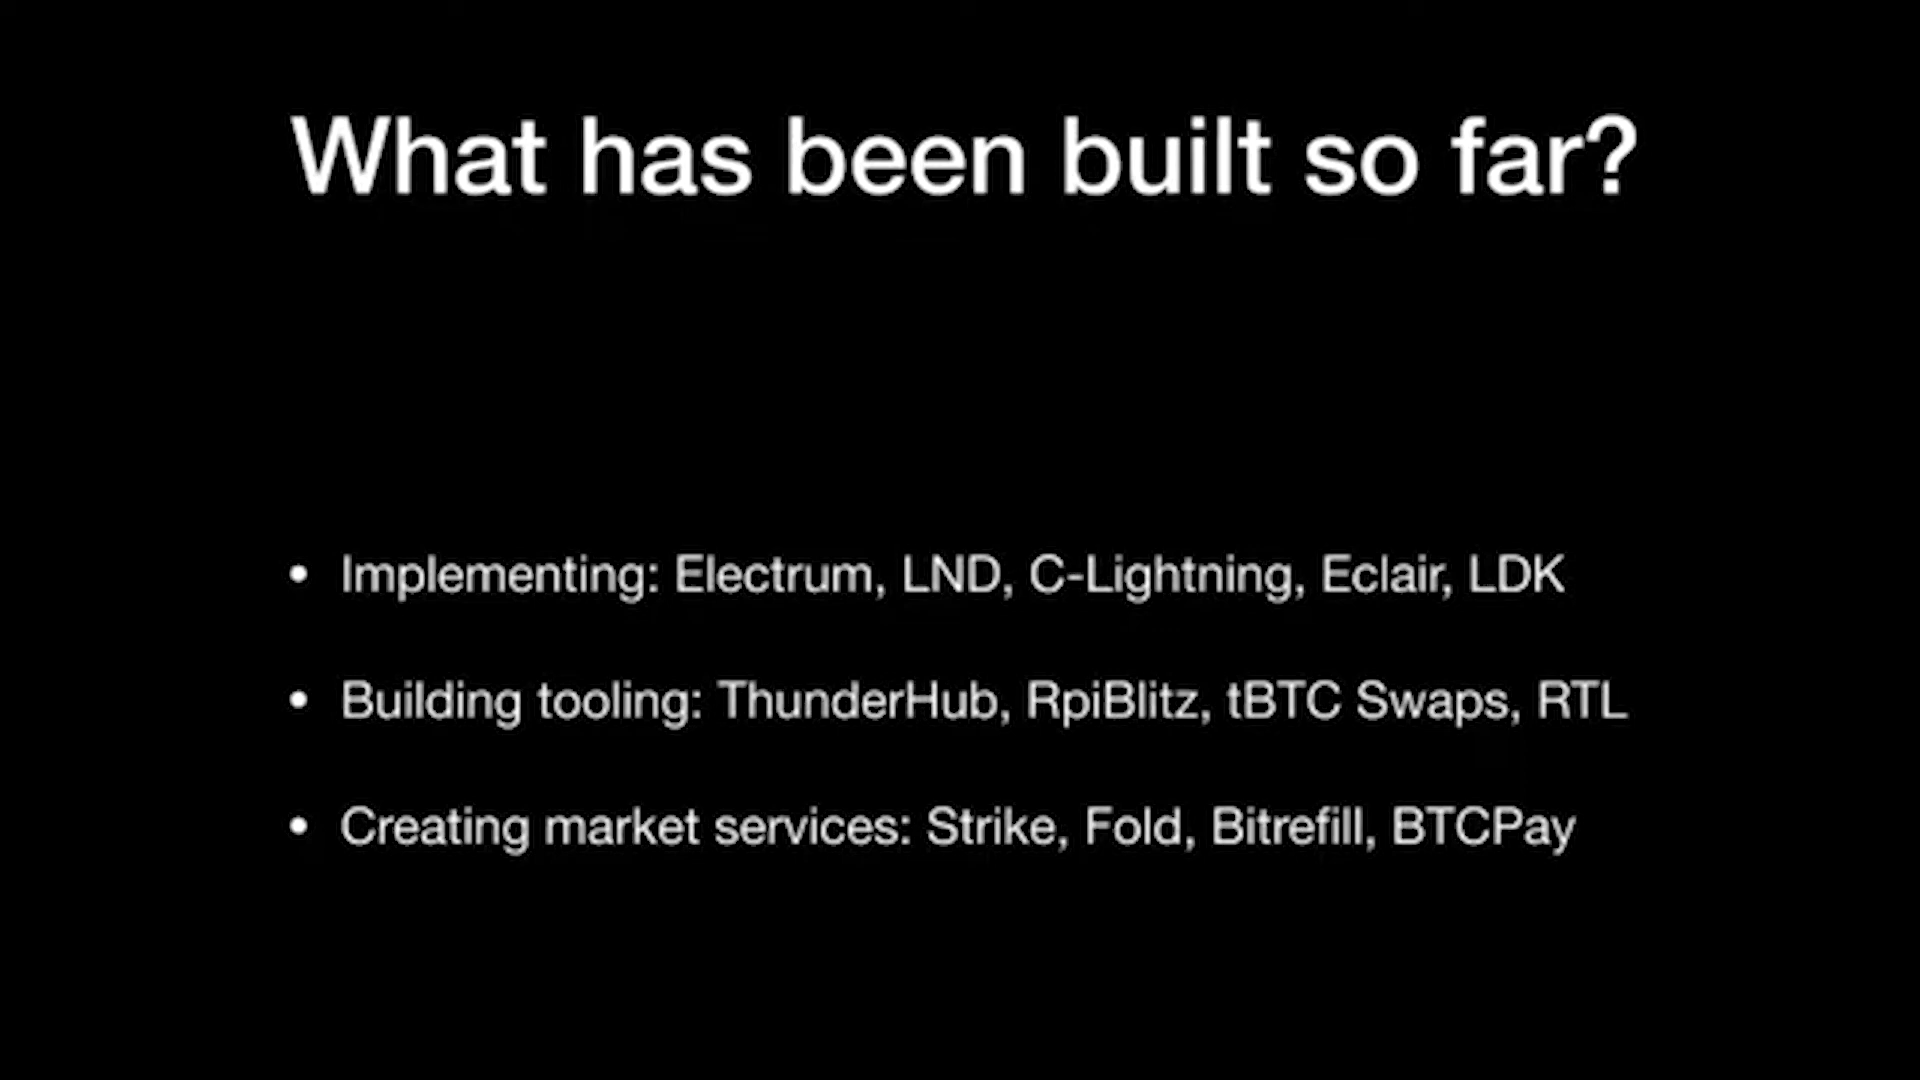 What has been built so far?
• Implementing: Electrum, LND, C-Lightning, Eclair, LDK
• Building tooling: ThunderHub, RpiBlitz, tBTC Swaps, RTL
• Creating market services: Strike, Fold, Bitrefill, BTCPay